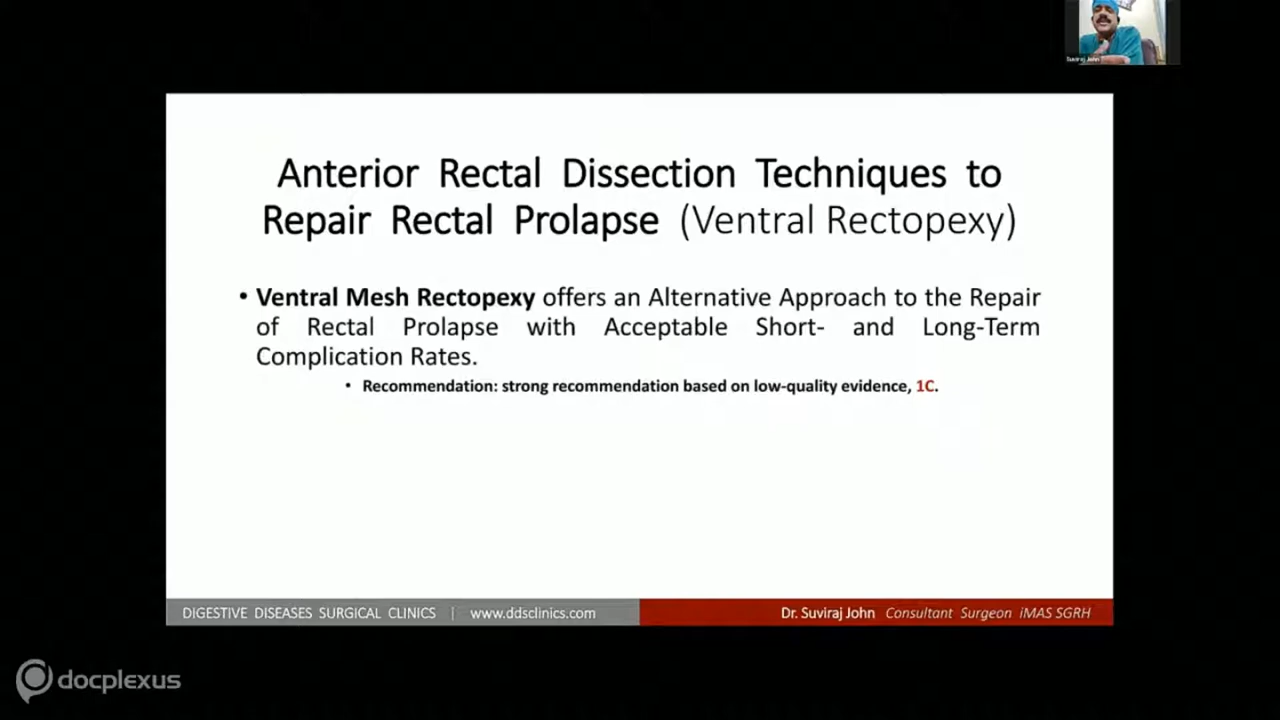 Suviraj John
Anterior Rectal Dissection Techniques to
Repair Rectal Prolapse (Ventral Rectopexy)
• Ventral Mesh Rectopexy offers an Alternative Approach to the Repair
of Rectal Prolapse with Acceptable Short- and Long-Term
Complication Rates.
• Recommendation: strong recommendation based on low-quality evidence, 1C.
DIGESTIVE DISEASES SURGICAL CLINICS | www.ddsclinics.com
Dr. Suviraj John Consultant Surgeon iMAS SGRH
docplexus